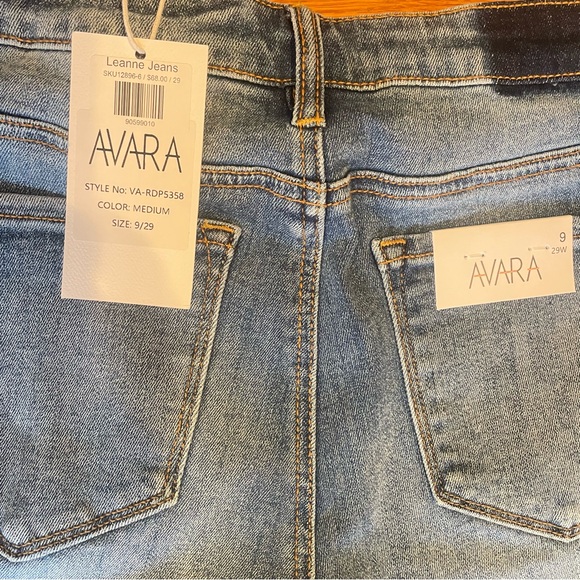 Leanne Jeans
SKU12896-6 / $68.00 / 29
90599010
AVARA
STYLE No: VA-RDP5358
COLOR: MEDIUM
SIZE: 9/29
9
29W
AVARA